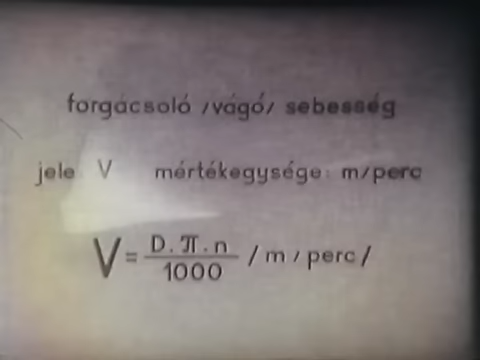 forgácsoló /vágó/ sebesség
jele V mértékegysége: m/perc
V = D.π.n / 1000 /m/perc/